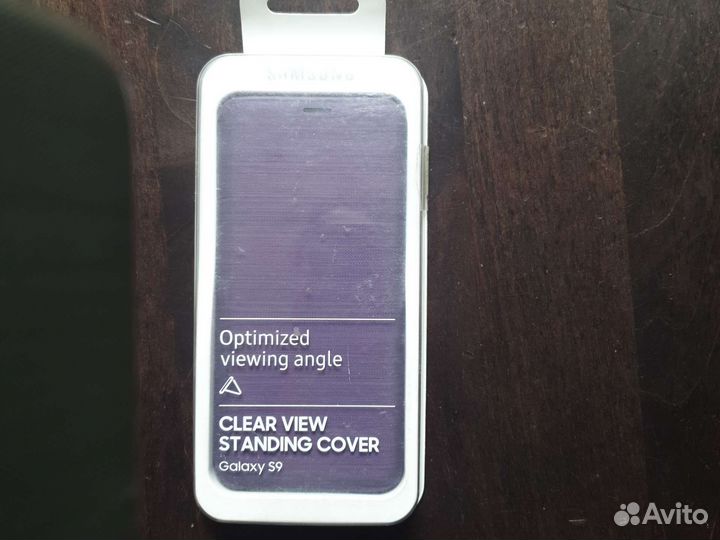 SAMSUNG
Optimized
viewing angle
CLEAR VIEW
STANDING COVER
Galaxy S9
Avito